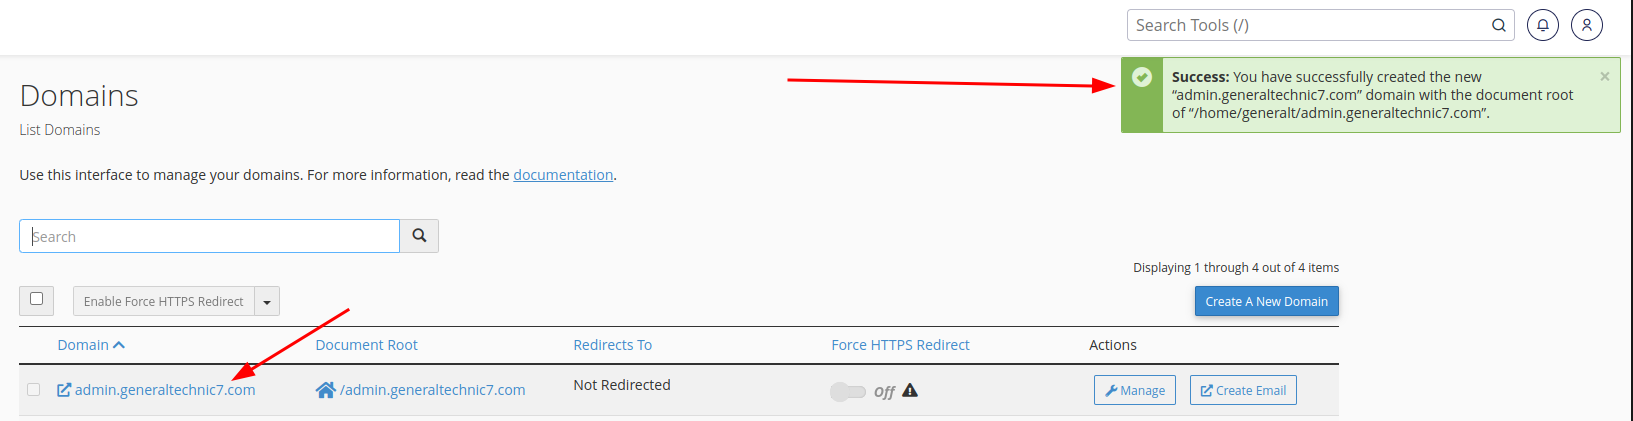 Search Tools (/)
Success: You have successfully created the new
“admin.generaltechnic7.com” domain with the document root
of “/home/generalt/admin.generaltechnic7.com”.
×
Domains
List Domains
Use this interface to manage your domains. For more information, read the documentation.
Search
Displaying 1 through 4 out of 4 items
Enable Force HTTPS Redirect
Create A New Domain
Domain Document Root Redirects To Force HTTPS Redirect Actions
admin.generaltechnic7.com /admin.generaltechnic7.com Not Redirected Off Manage Create Email